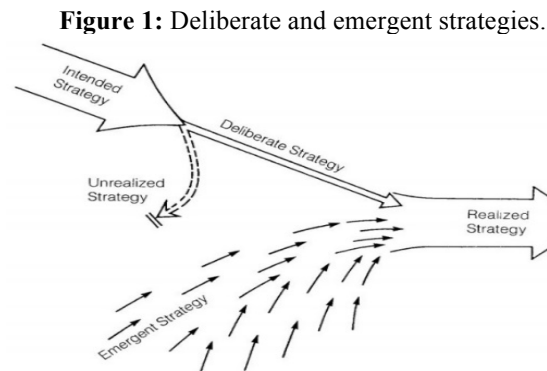 Figure 1: Deliberate and emergent strategies.
Intended
Strategy
Deliberate Strategy
Unrealized
Strategy
Realized
Strategy
Emergent Strategy